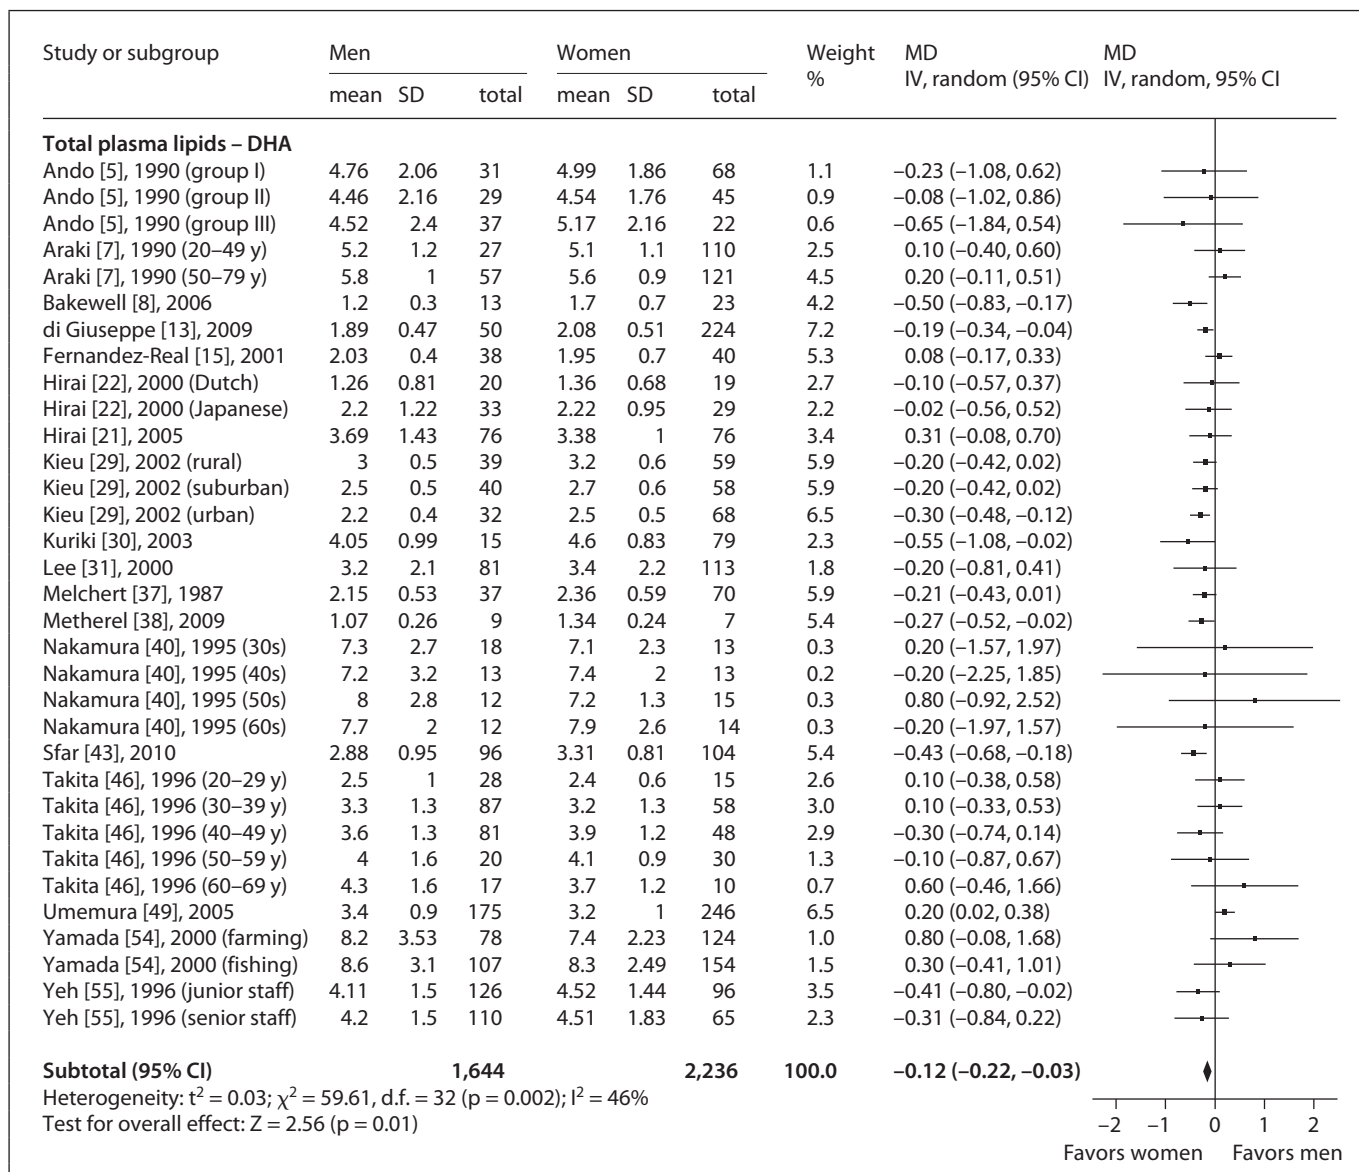 Study or subgroup Men Women Weight MD MD
% IV, random (95% CI) IV, random, 95% CI
mean SD total mean SD total
Total plasma lipids – DHA
Ando [5], 1990 (group I) 4.76 2.06 31 4.99 1.86 68 1.1 –0.23 (–1.08, 0.62)
Ando [5], 1990 (group II) 4.46 2.16 29 4.54 1.76 45 0.9 –0.08 (–1.02, 0.86)
Ando [5], 1990 (group III) 4.52 2.4 37 5.17 2.16 22 0.6 –0.65 (–1.84, 0.54)
Araki [7], 1990 (20–49 y) 5.2 1.2 27 5.1 1.1 110 2.5 0.10 (–0.40, 0.60)
Araki [7], 1990 (50–79 y) 5.8 1 57 5.6 0.9 121 4.5 0.20 (–0.11, 0.51)
Bakewell [8], 2006 1.2 0.3 13 1.7 0.7 23 4.2 –0.50 (–0.83, –0.17)
di Giuseppe [13], 2009 1.89 0.47 50 2.08 0.51 224 7.2 –0.19 (–0.34, –0.04)
Fernandez-Real [15], 2001 2.03 0.4 38 1.95 0.7 40 5.3 0.08 (–0.17, 0.33)
Hirai [22], 2000 (Dutch) 1.26 0.81 20 1.36 0.68 19 2.7 –0.10 (–0.57, 0.37)
Hirai [22], 2000 (Japanese) 2.2 1.22 33 2.22 0.95 29 2.2 –0.02 (–0.56, 0.52)
Hirai [21], 2005 3.69 1.43 76 3.38 1 76 3.4 0.31 (–0.08, 0.70)
Kieu [29], 2002 (rural) 3 0.5 39 3.2 0.6 59 5.9 –0.20 (–0.42, 0.02)
Kieu [29], 2002 (suburban) 2.5 0.5 40 2.7 0.6 58 5.9 –0.20 (–0.42, 0.02)
Kieu [29], 2002 (urban) 2.2 0.4 32 2.5 0.5 68 6.5 –0.30 (–0.48, –0.12)
Kuriki [30], 2003 4.05 0.99 15 4.6 0.83 79 2.3 –0.55 (–1.08, –0.02)
Lee [31], 2000 3.2 2.1 81 3.4 2.2 113 1.8 –0.20 (–0.81, 0.41)
Melchert [37], 1987 2.15 0.53 37 2.36 0.59 70 5.9 –0.21 (–0.43, 0.01)
Metherel [38], 2009 1.07 0.26 9 1.34 0.24 7 5.4 –0.27 (–0.52, –0.02)
Nakamura [40], 1995 (30s) 7.3 2.7 18 7.1 2.3 13 0.3 0.20 (–1.57, 1.97)
Nakamura [40], 1995 (40s) 7.2 3.2 13 7.4 2 13 0.2 –0.20 (–2.25, 1.85)
Nakamura [40], 1995 (50s) 8 2.8 12 7.2 1.3 15 0.3 0.80 (–0.92, 2.52)
Nakamura [40], 1995 (60s) 7.7 2 12 7.9 2.6 14 0.3 –0.20 (–1.97, 1.57)
Sfar [43], 2010 2.88 0.95 96 3.31 0.81 104 5.4 –0.43 (–0.68, –0.18)
Takita [46], 1996 (20–29 y) 2.5 1 28 2.4 0.6 15 2.6 0.10 (–0.38, 0.58)
Takita [46], 1996 (30–39 y) 3.3 1.3 87 3.2 1.3 58 3.0 0.10 (–0.33, 0.53)
Takita [46], 1996 (40–49 y) 3.6 1.3 81 3.9 1.2 48 2.9 –0.30 (–0.74, 0.14)
Takita [46], 1996 (50–59 y) 4 1.6 20 4.1 0.9 30 1.3 –0.10 (–0.87, 0.67)
Takita [46], 1996 (60–69 y) 4.3 1.6 17 3.7 1.2 10 0.7 0.60 (–0.46, 1.66)
Umemura [49], 2005 3.4 0.9 175 3.2 1 246 6.5 0.20 (0.02, 0.38)
Yamada [54], 2000 (farming) 8.2 3.53 78 7.4 2.23 124 1.0 0.80 (–0.08, 1.68)
Yamada [54], 2000 (fishing) 8.6 3.1 107 8.3 2.49 154 1.5 0.30 (–0.41, 1.01)
Yeh [55], 1996 (junior staff) 4.11 1.5 126 4.52 1.44 96 3.5 –0.41 (–0.80, –0.02)
Yeh [55], 1996 (senior staff) 4.2 1.5 110 4.51 1.83 65 2.3 –0.31 (–0.84, 0.22)
Subtotal (95% CI) 1,644 2,236 100.0 –0.12 (–0.22, –0.03)
Heterogeneity: t² = 0.03; χ² = 59.61, d.f. = 32 (p = 0.002); I² = 46%
Test for overall effect: Z = 2.56 (p = 0.01)
–2 –1 0 1 2
Favors women Favors men